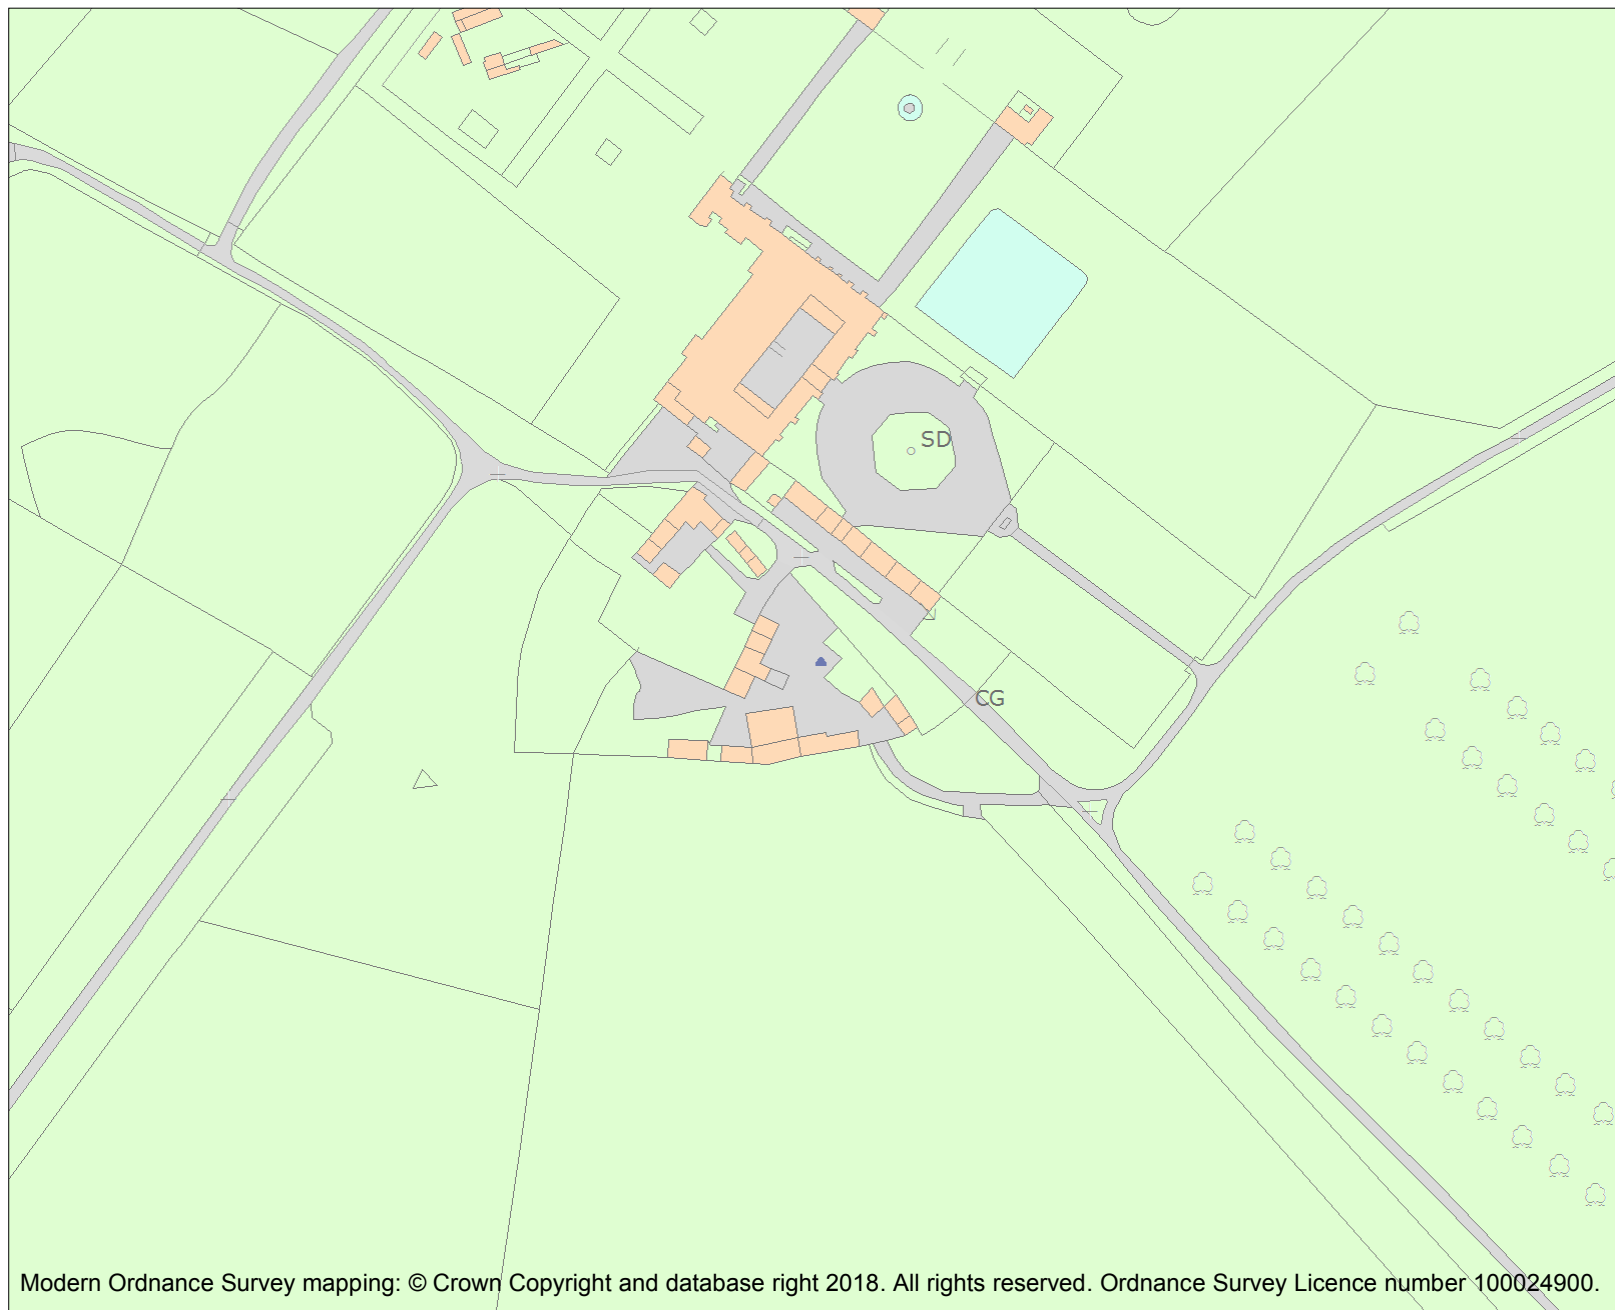 SD
CG
Modern Ordnance Survey mapping: © Crown Copyright and database right 2018. All rights reserved. Ordnance Survey Licence number 100024900.